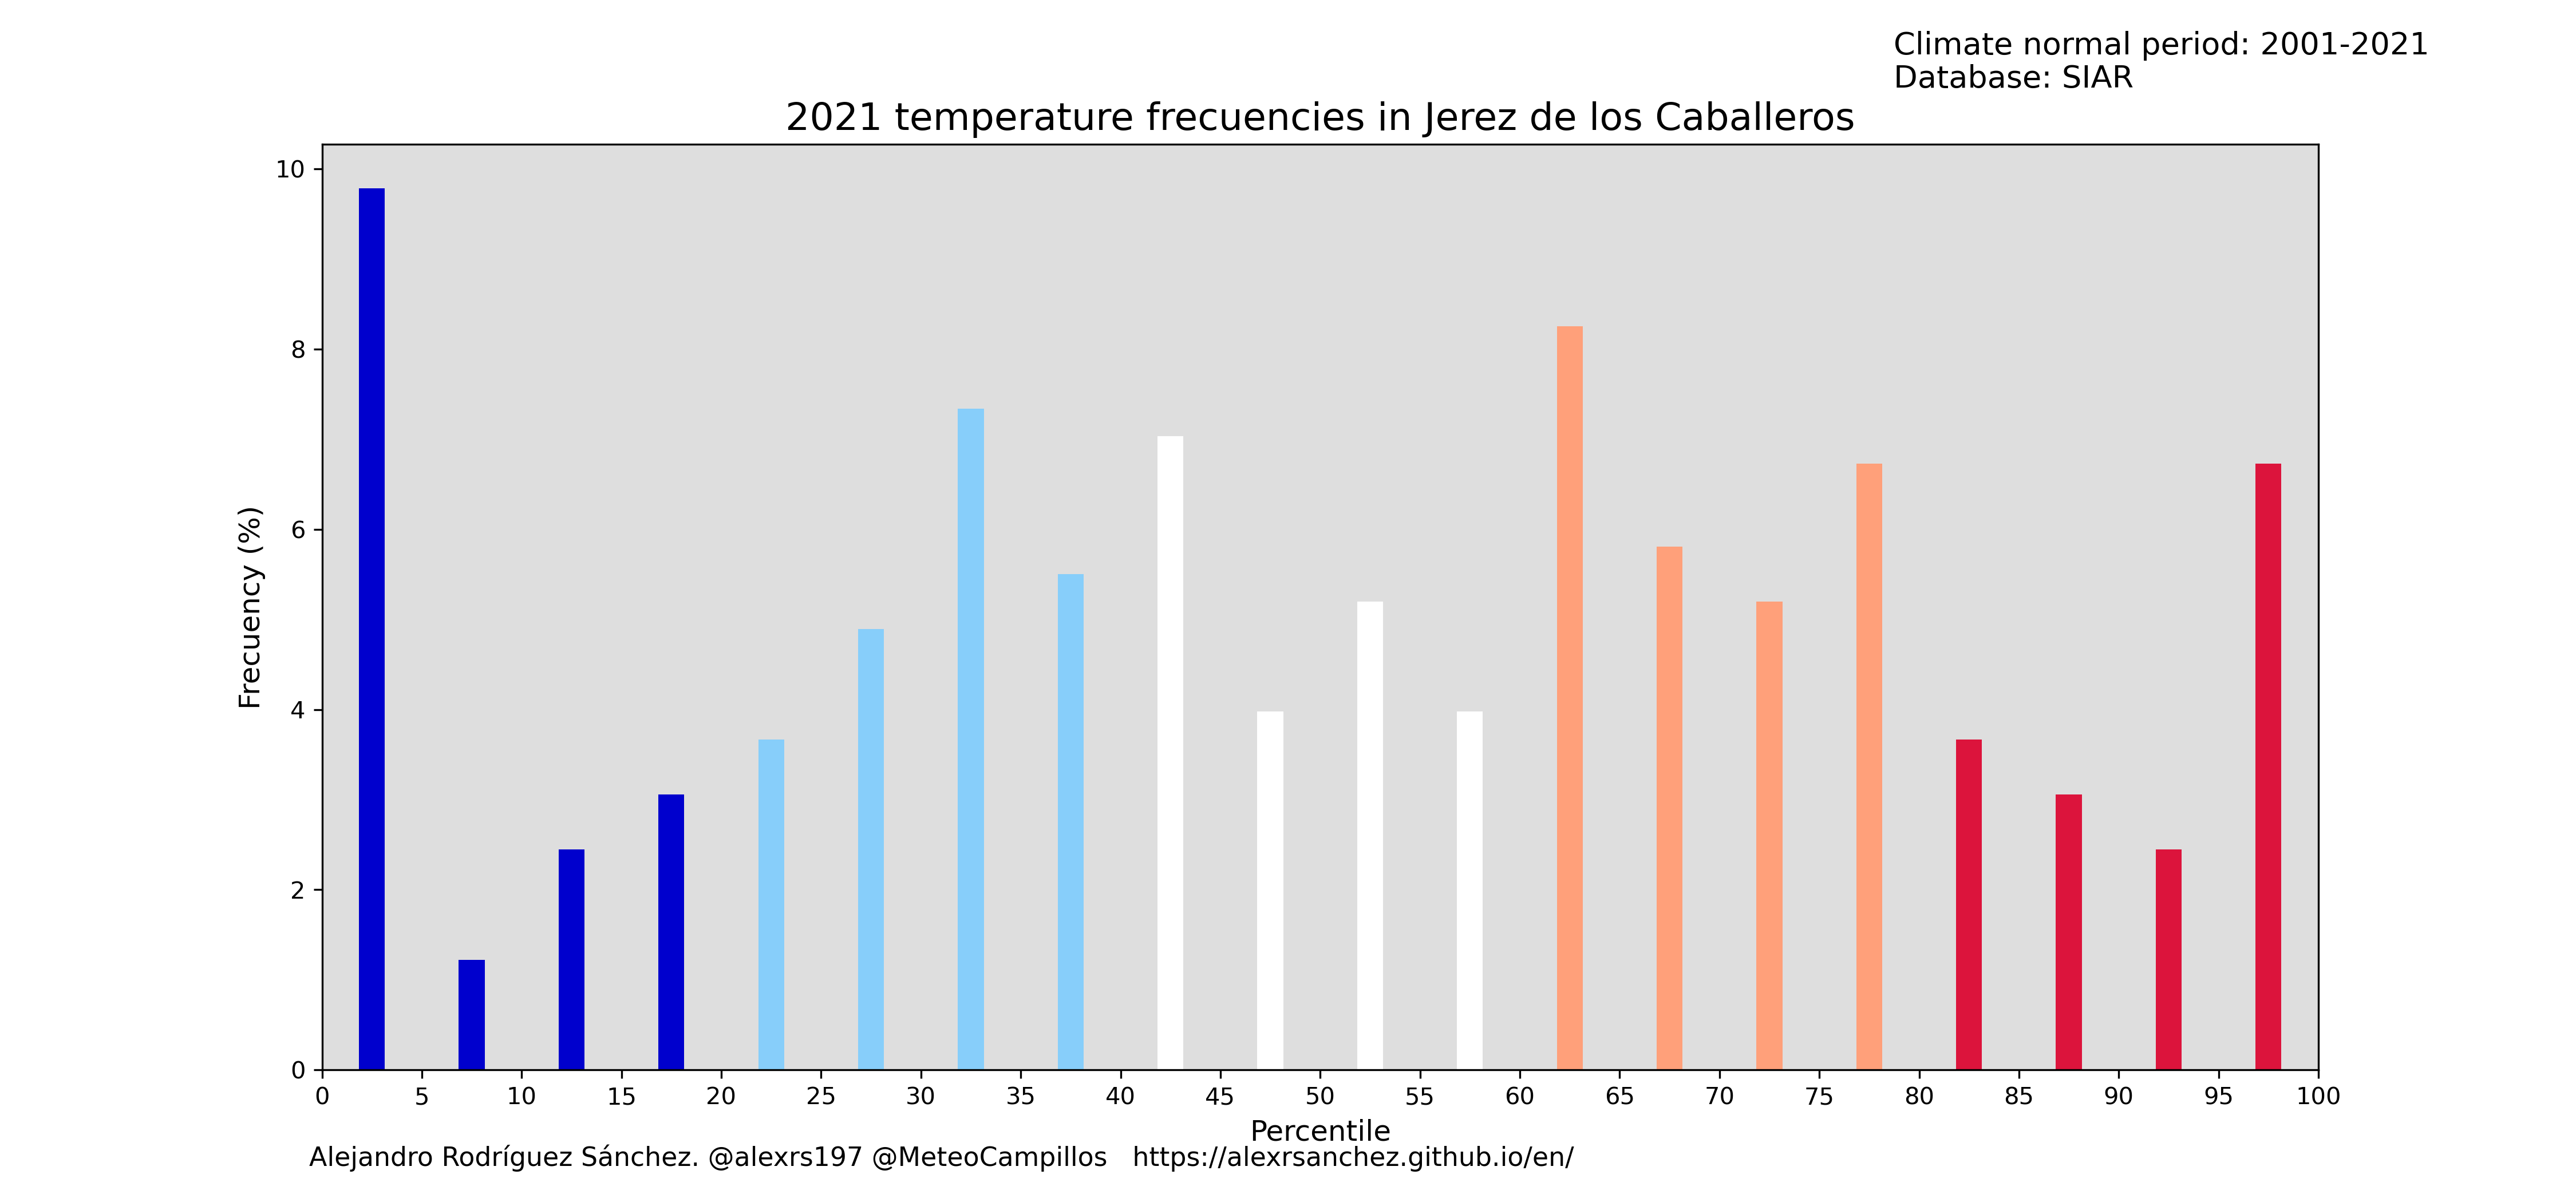 Climate normal period: 2001-2021
Database: SIAR
2021 temperature frecuencies in Jerez de los Caballeros
10
8
6
4
2
0
Frecuency (%)
0 5 10 15 20 25 30 35 40 45 50 55 60 65 70 75 80 85 90 95 100
Percentile
Alejandro Rodríguez Sánchez. @alexrs197 @MeteoCampillos https://alexrsanchez.github.io/en/